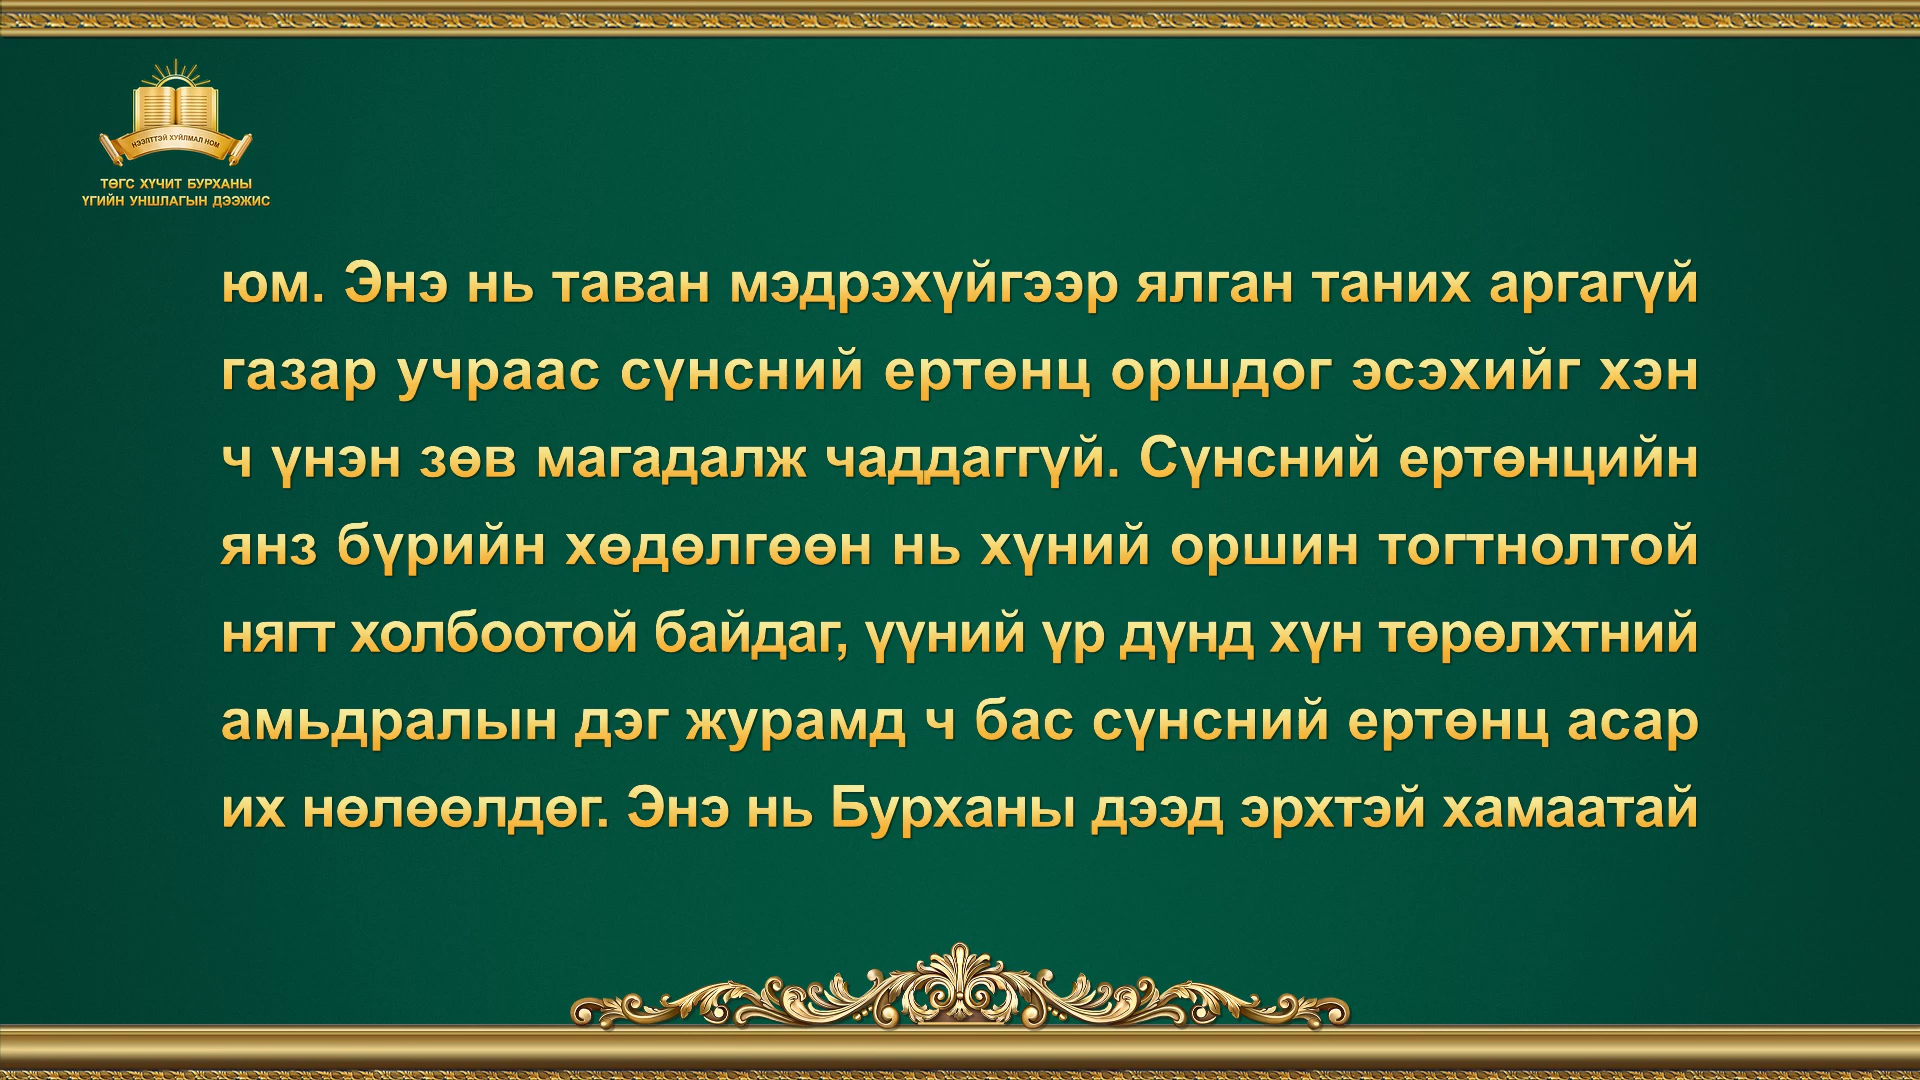 НЭЭЛТТЭЙ ХУЙЛМАЛ НОМ
ТӨГС ХҮЧИТ БУРХАНЫ
ҮГИЙН УНШЛАГЫН ДЭЭЖИС
юм. Энэ нь таван мэдрэхүйгээр ялган таних аргагүй
газар учраас сүнсний ертөнц оршдог эсэхийг хэн
ч үнэн зөв магадалж чаддаггүй. Сүнсний ертөнцийн
янз бүрийн хөдөлгөөн нь хүний оршин тогтнолтой
нягт холбоотой байдаг, үүний үр дүнд хүн төрөлхтний
амьдралын дэг журамд ч бас сүнсний ертөнц асар
их нөлөөлдөг. Энэ нь Бурханы дээд эрхтэй хамаатай